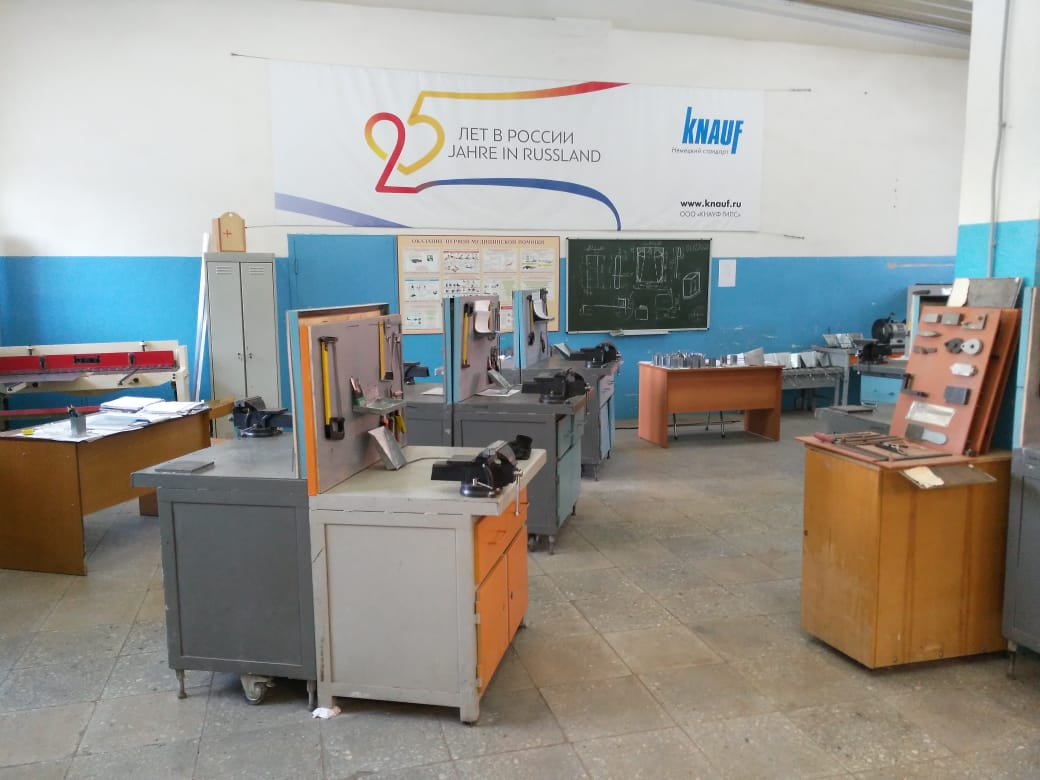 25 ЛЕТ В РОССИИ
JAHRE IN RUSSLAND
KNAUF
Немецкий стандарт
www.knauf.ru
ООО «КНАУФ ГИПС»
ОКАЗАНИЕ ПЕРВОЙ МЕДИЦИНСКОЙ ПОМОЩИ